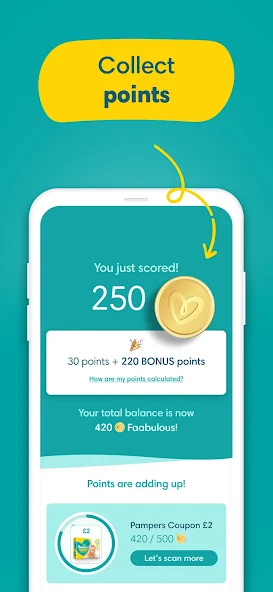 Collect
points
You just scored!
250
30 points + 220 BONUS points
How are my points calculated?
Your total balance is now
420 Faabulous!
Points are adding up!
£2
Pampers Coupon £2
420 / 500
Let's scan more